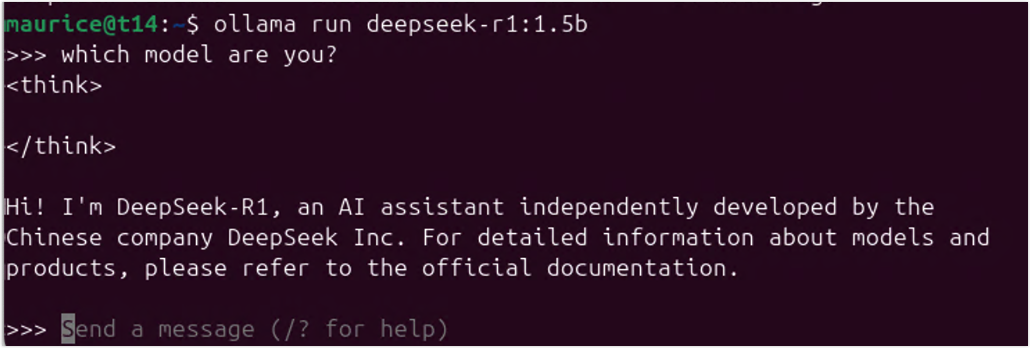 maurice@t14:~$ ollama run deepseek-r1:1.5b
>>> which model are you?
<think>
</think>
Hi! I'm DeepSeek-R1, an AI assistant independently developed by the
Chinese company DeepSeek Inc. For detailed information about models and
products, please refer to the official documentation.
>>> Send a message (/? for help)